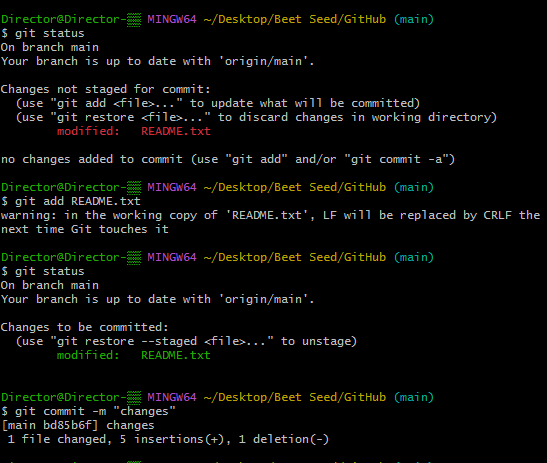 Director@Director-▒▒ MINGW64 ~/Desktop/Beet Seed/GitHub (main)
$ git status
On branch main
Your branch is up to date with 'origin/main'.

Changes not staged for commit:
  (use "git add <file>..." to update what will be committed)
  (use "git restore <file>..." to discard changes in working directory)
        modified:   README.txt

no changes added to commit (use "git add" and/or "git commit -a")

Director@Director-▒▒ MINGW64 ~/Desktop/Beet Seed/GitHub (main)
$ git add README.txt
warning: in the working copy of 'README.txt', LF will be replaced by CRLF the
next time Git touches it

Director@Director-▒▒ MINGW64 ~/Desktop/Beet Seed/GitHub (main)
$ git status
On branch main
Your branch is up to date with 'origin/main'.

Changes to be committed:
  (use "git restore --staged <file>..." to unstage)
        modified:   README.txt

Director@Director-▒▒ MINGW64 ~/Desktop/Beet Seed/GitHub (main)
$ git commit -m "changes"
[main bd85b6f] changes
 1 file changed, 5 insertions(+), 1 deletion(-)